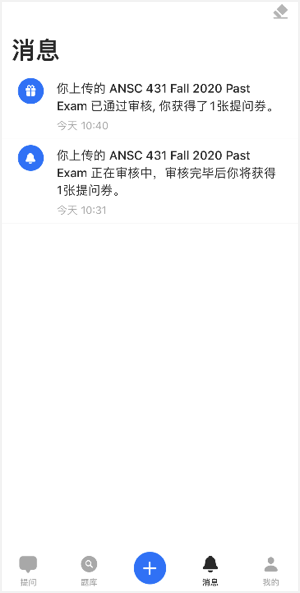 消息
你上传的 ANSC 431 Fall 2020 Past
Exam 已通过审核, 你获得了1张提问券。
今天 10:40
你上传的 ANSC 431 Fall 2020 Past
Exam 正在审核中，审核完毕后你将获得
1张提问券。
今天 10:31
提问
题库
消息
我的